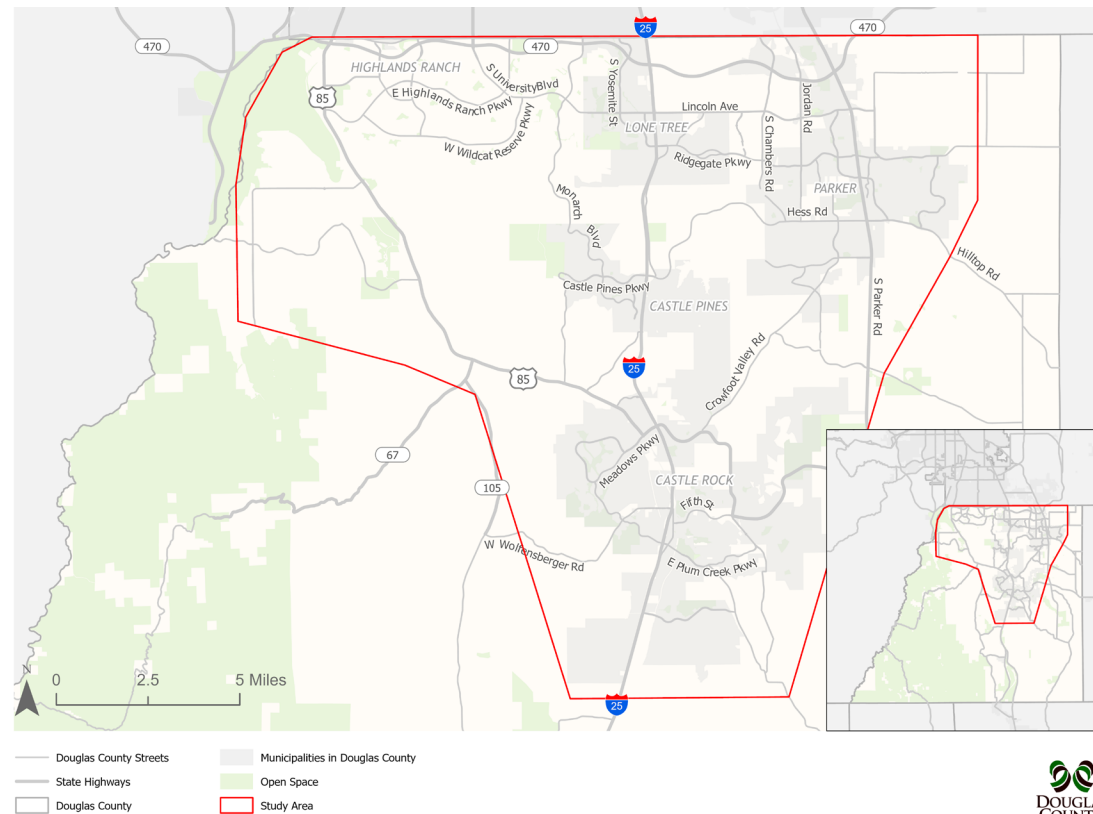 25
470
470
470
HIGHLANDS RANCH
S University Blvd
S Yosemite St
85
E Highlands Ranch Pkwy
Jordan Rd
Lincoln Ave
S Chambers Rd
LONE TREE
W Wildcat Reserve Pkwy
Ridgegate Pkwy
PARKER
Monarch
Blvd
Hess Rd
Hilltop Rd
Castle Pines Pkwy
S Parker Rd
CASTLE PINES
25
85
Crowfoot Valley Rd
67
Meadows Pkwy
105
CASTLE ROCK
Fifth St
W Wolfensberger Rd
E Plum Creek Pkwy
N
0 2.5 5 Miles
25
Douglas County Streets
Municipalities in Douglas County
State Highways
Open Space
Douglas County
Study Area